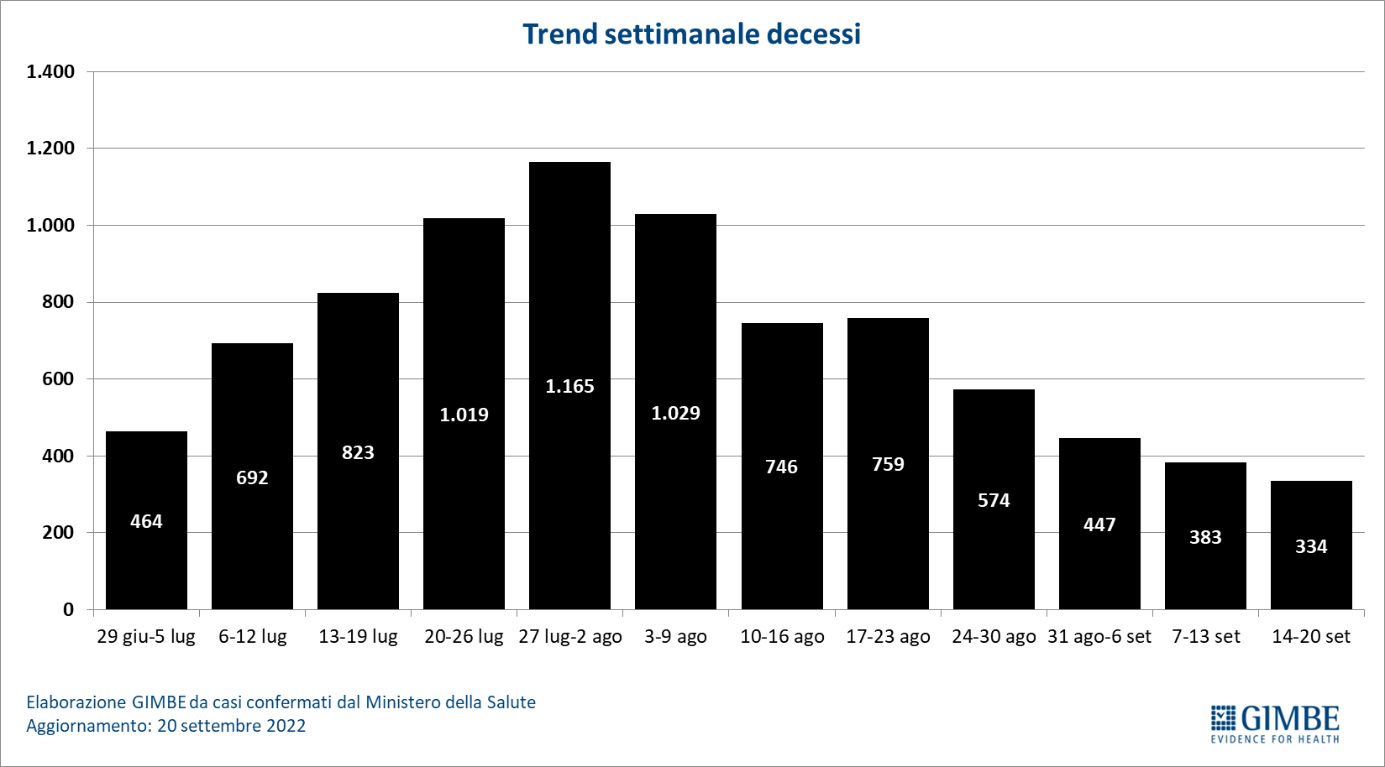 Trend settimanale decessi
1.400
1.200
1.000
800
600
400
200
0
464
692
823
1.019
1.165
1.029
746
759
574
447
383
334
29 giu-5 lug
6-12 lug
13-19 lug
20-26 lug
27 lug-2 ago
3-9 ago
10-16 ago
17-23 ago
24-30 ago
31 ago-6 set
7-13 set
14-20 set
Elaborazione GIMBE da casi confermati dal Ministero della Salute
Aggiornamento: 20 settembre 2022
GIMBE
EVIDENCE FOR HEALTH